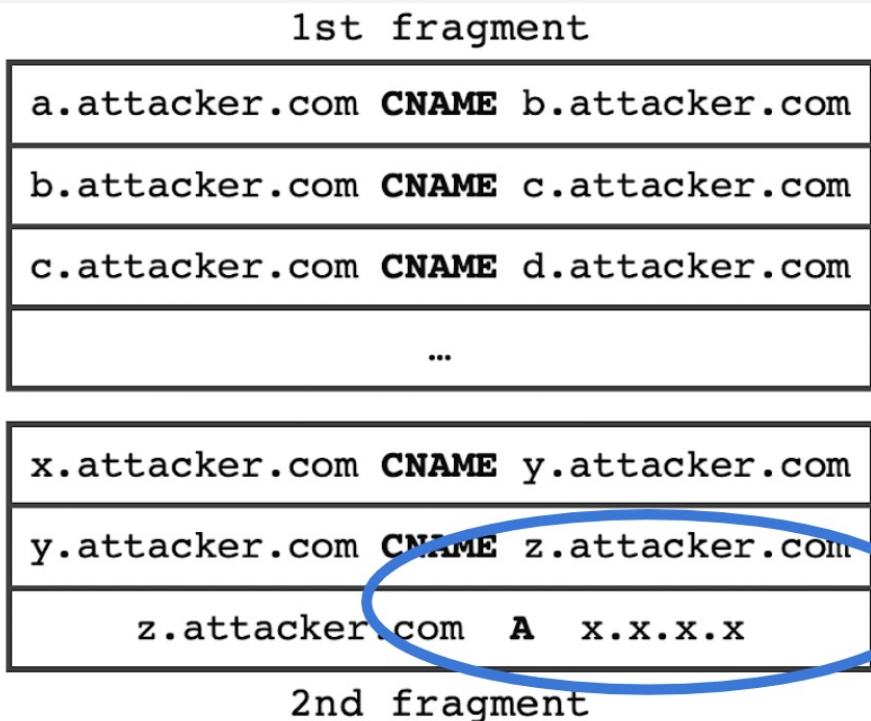 1st fragment
a.attacker.com CNAME b.attacker.com
b.attacker.com CNAME c.attacker.com
c.attacker.com CNAME d.attacker.com
…
x.attacker.com CNAME y.attacker.com
y.attacker.com CNAME z.attacker.com
z.attacker.com A x.x.x.x
2nd fragment